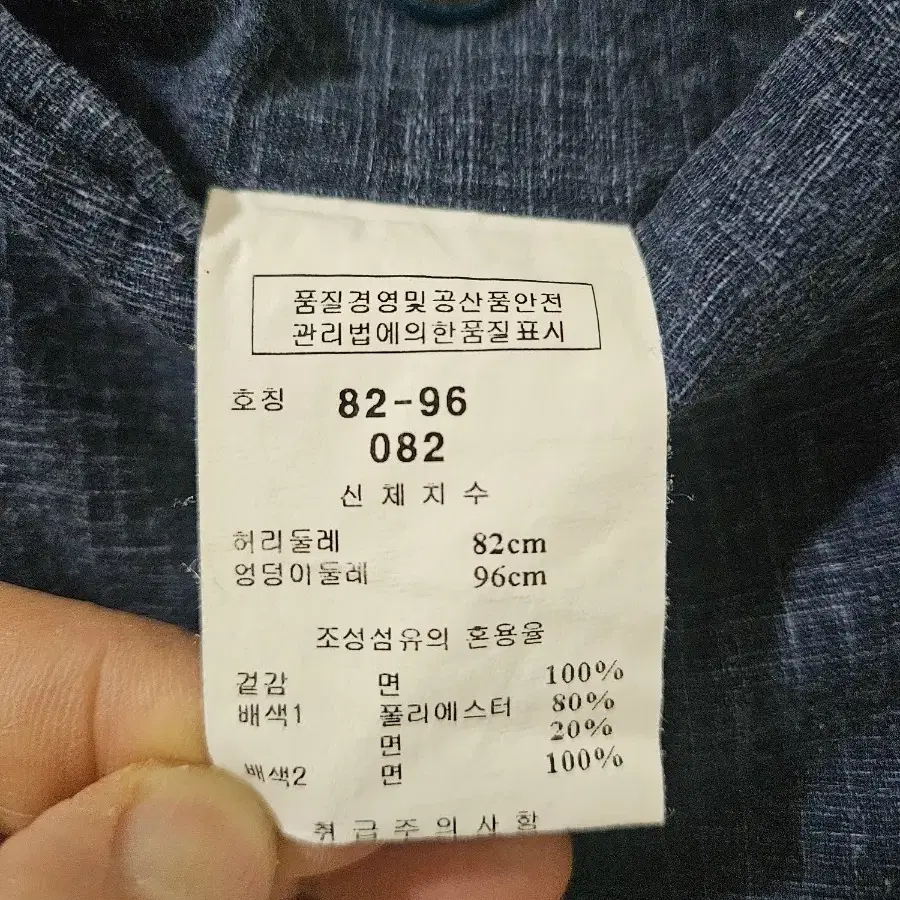 품질경영및공산품안전
관리법에의한품질표시
호칭 82-96
082
신체치수
허리둘레 82cm
엉덩이둘레 96cm
조성섬유의 혼용율
겉감 면 100%
배색1 폴리에스터 80%
면 20%
배색2 면 100%
취급주의사항